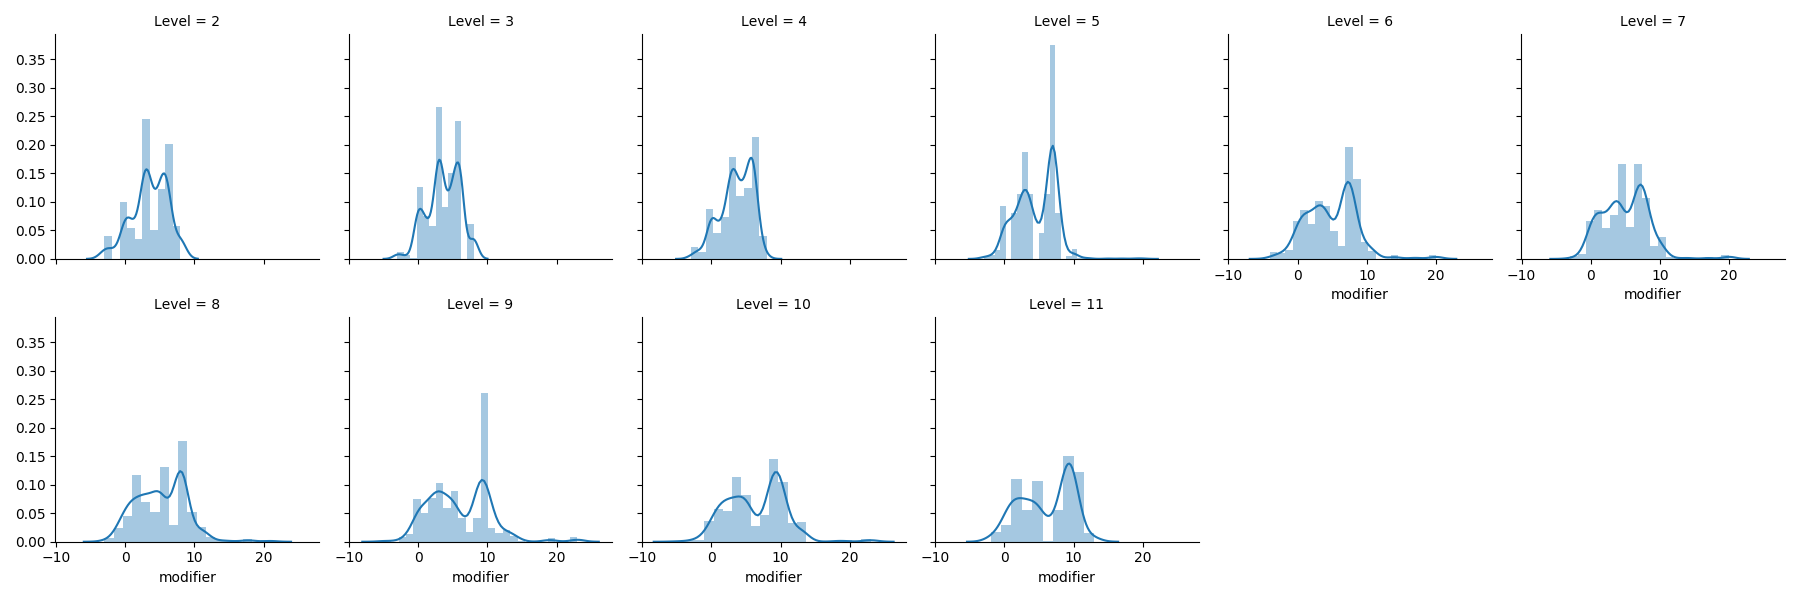 Level = 2
Level = 3
Level = 4
Level = 5
Level = 6
Level = 7
0.35
0.30
0.25
0.20
0.15
0.10
0.05
0.00
−10 0 10 20
modifier
−10 0 10 20
modifier
Level = 8
Level = 9
Level = 10
Level = 11
0.35
0.30
0.25
0.20
0.15
0.10
0.05
0.00
−10 0 10 20
modifier
−10 0 10 20
modifier
−10 0 10 20
modifier
−10 0 10 20
modifier